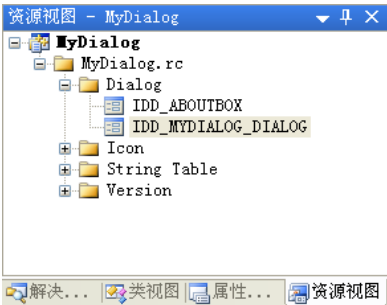 资源视图 - MyDialog
MyDialog
MyDialog.rc
Dialog
IDD_ABOUTBOX
IDD_MYDIALOG_DIALOG
Icon
String Table
Version
解决... 类视图 属性... 资源视图